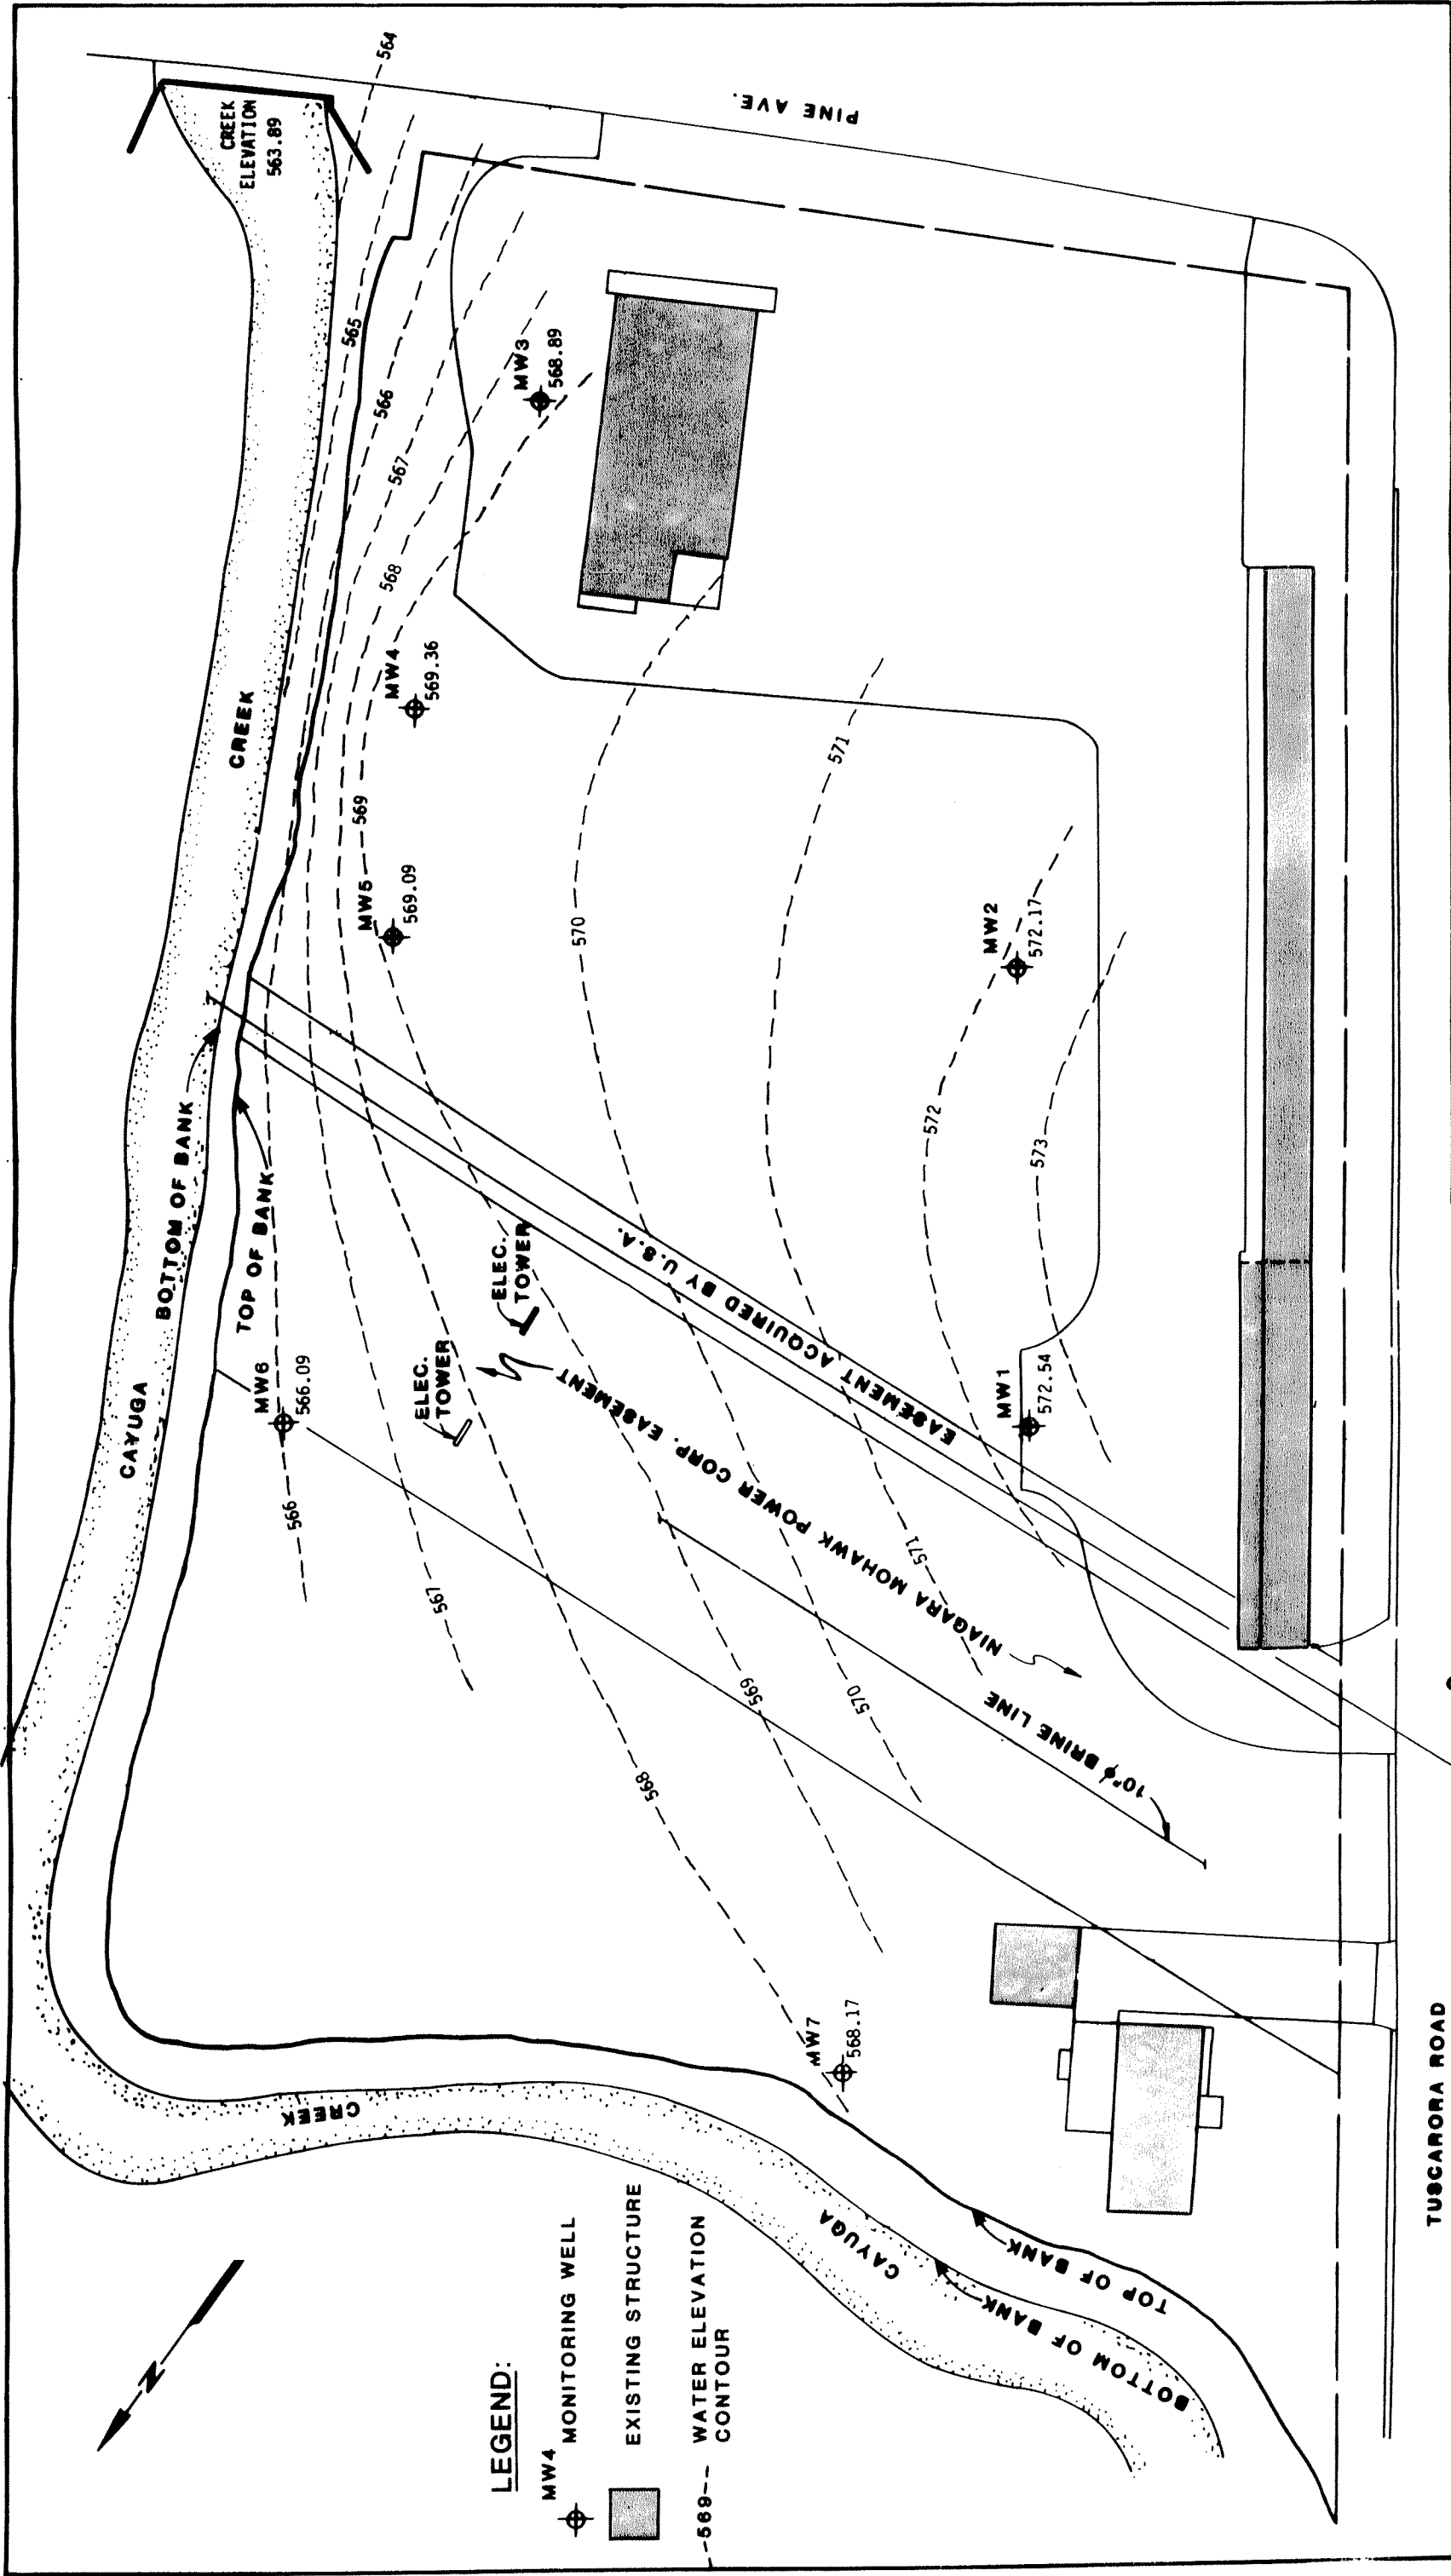 564
CREEK
ELEVATION
563.89
PINE AVE.
565
566
567
568
MW3
568.89
MW4
569.36
CREEK
569
MW5
569.09
570
571
MW2
572.17
572
573
BOTTOM OF BANK
TOP OF BANK
CAYUGA
MW6
566.09
566
ELEC.
TOWER
ELEC.
TOWER
EASEMENT ACQUIRED BY U.S.A.
NIAGARA MOHAWK POWER CORP. EASEMENT
MW1
572.54
567
568
569
570
571
10"ϕ BRINE LINE
MW7
568.17
CREEK
CAYUGA
TOP OF BANK
BOTTOM OF BANK
TUSCARORA ROAD
N
LEGEND:
MW4
MONITORING WELL
EXISTING STRUCTURE
569
WATER ELEVATION
CONTOUR